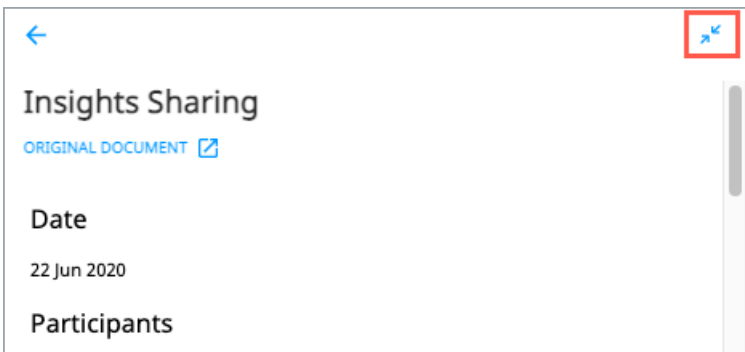 Insights Sharing
ORIGINAL DOCUMENT
Date
22 Jun 2020
Participants